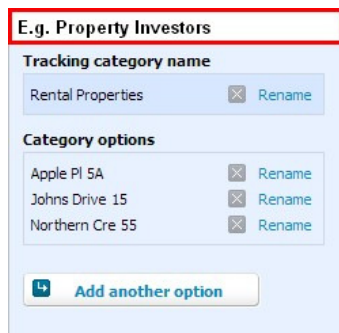 E.g. Property Investors
Tracking category name
Rental Properties Rename
Category options
Apple Pl 5A Rename
Johns Drive 15 Rename
Northern Cre 55 Rename
Add another option